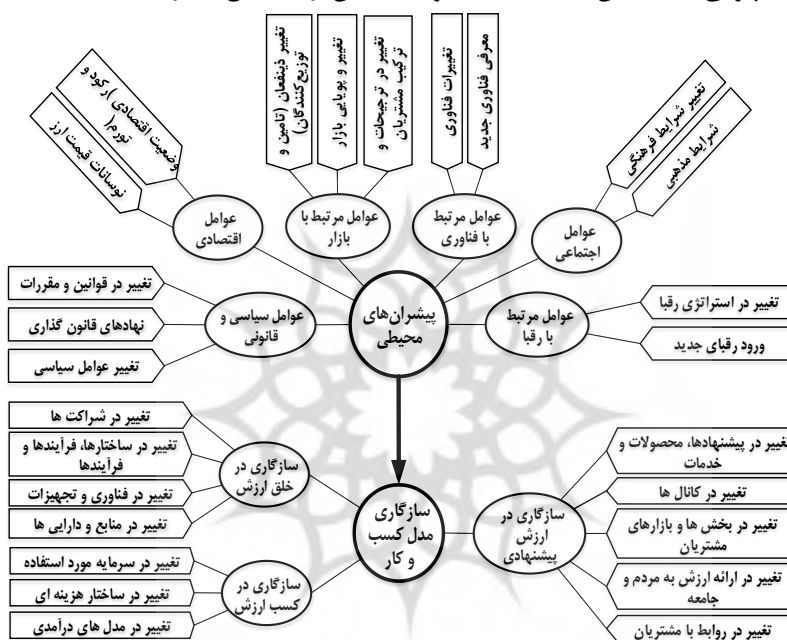 وضعیت اقتصادی )رکود و
تورم(
نوسانات قیمت ارز
تغییر ذینفعان (تامین و
توزیع‌کنندگان)
تغییر و پویایی بازار
تغییر در ترجیحات و
ترکیب مشتریان
تغییرات فناوری
معرفی فناوری جدید
تغییر شرایط فرهنگی
شرایط مذهبی
عوامل
اجتماعی
عوامل مرتبط
با فناوری
عوامل مرتبط با
بازار
عوامل
اقتصادی
پیشران‌های
محیطی
عوامل مرتبط
با رقبا
تغییر در استراتژی رقبا
ورود رقبای جدید
عوامل سیاسی و
قانونی
تغییر در قوانین و مقررات
نهادهای قانون گذاری
تغییر عوامل سیاسی
سازگاری
مدل کسب
و کار
سازگاری در
ارزش
پیشنهادی
تغییر در پیشنهادها، محصولات و
خدمات
تغییر در کانال ها
تغییر در بخش ها و بازارهای
مشتریان
تغییر در ارائه ارزش به مردم و
جامعه
تغییر در روابط با مشتریان
سازگاری در
خلق ارزش
تغییر در شراکت ها
تغییر در ساختارها، فرآیندها و
فرآیندها
تغییر در فناوری و تجهیزات
تغییر در منابع و دارایی ها
سازگاری در
کسب ارزش
تغییر در سرمایه مورد استفاده
تغییر در ساختار هزینه ای
تغییر در مدل های درآمدی